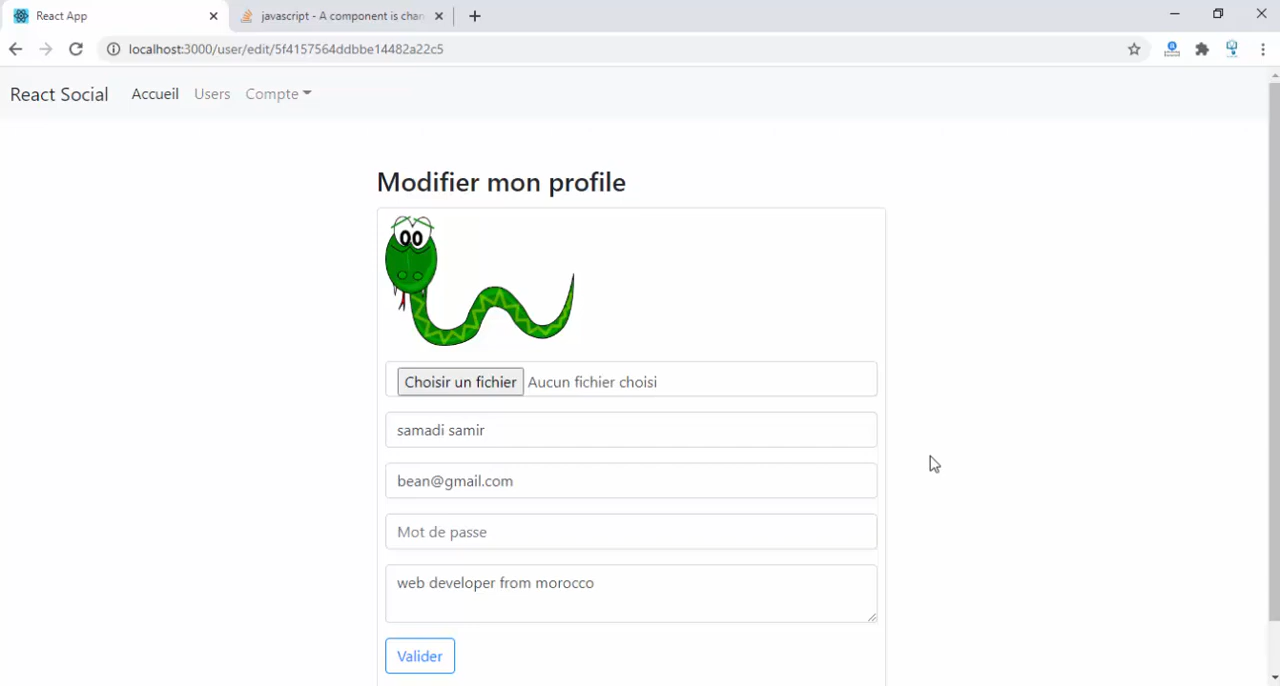 React App
javascript - A component is chan
localhost:3000/user/edit/5f4157564ddbbe14482a22c5
React Social Accueil Users Compte
Modifier mon profile
Choisir un fichier Aucun fichier choisi
samadi samir
bean@gmail.com
Mot de passe
web developer from morocco
Valider